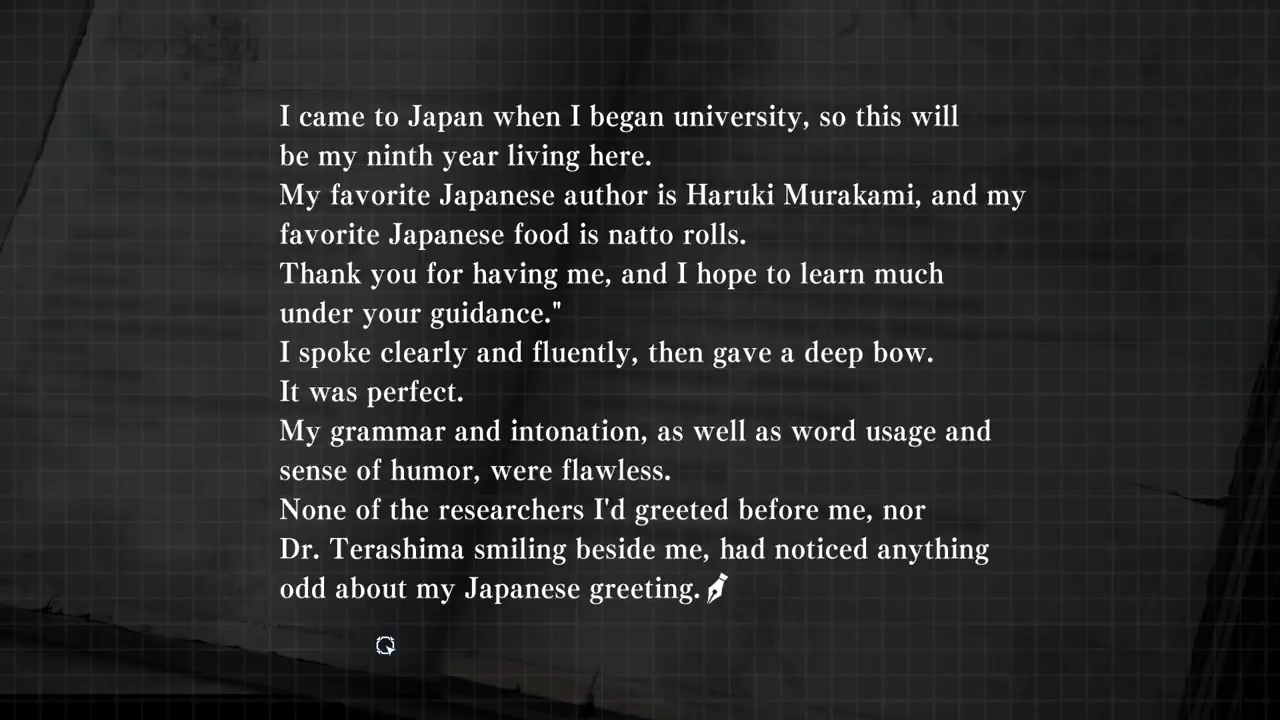 I came to Japan when I began university, so this will
be my ninth year living here.
My favorite Japanese author is Haruki Murakami, and my
favorite Japanese food is natto rolls.
Thank you for having me, and I hope to learn much
under your guidance."
I spoke clearly and fluently, then gave a deep bow.
It was perfect.
My grammar and intonation, as well as word usage and
sense of humor, were flawless.
None of the researchers I'd greeted before me, nor
Dr. Terashima smiling beside me, had noticed anything
odd about my Japanese greeting.